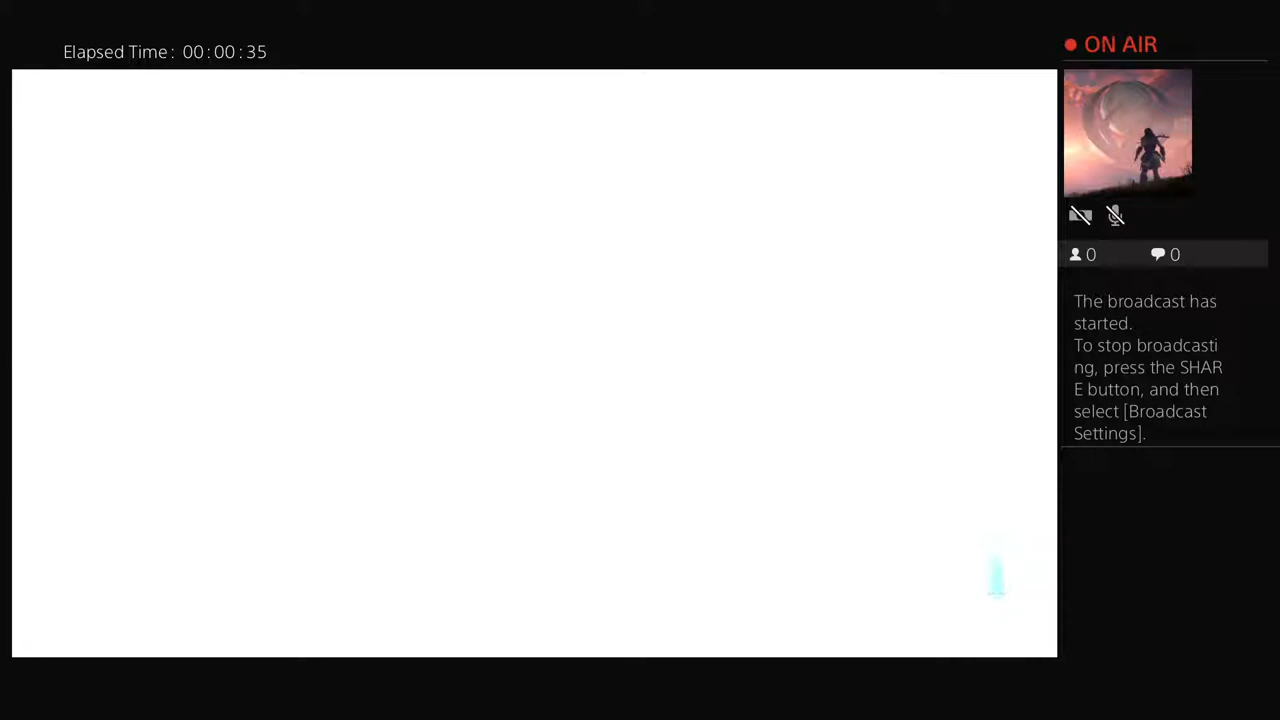 Elapsed Time: 00:00:35
ON AIR
0 0
The broadcast has
started.
To stop broadcasti
ng, press the SHAR
E button, and then
select [Broadcast
Settings].